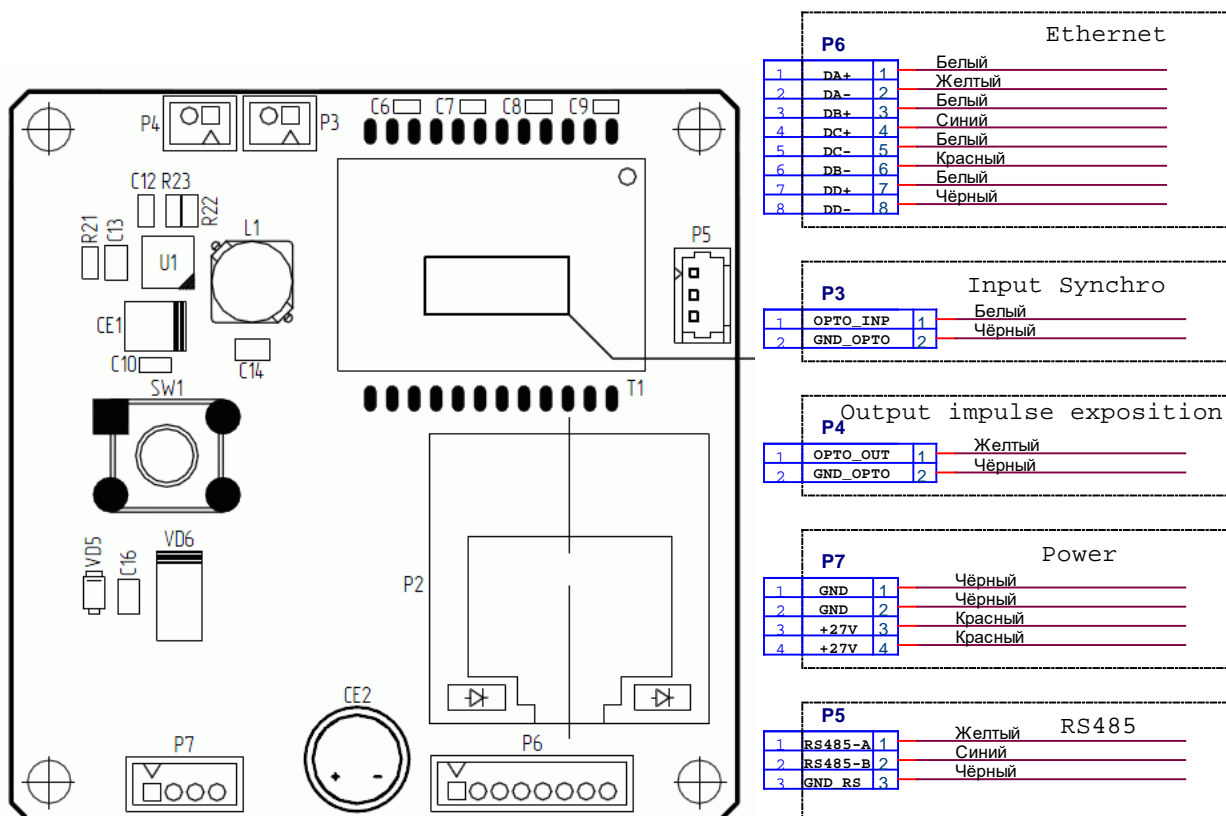 P4
P3
C6
C7
C8
C9
C12
R23
R22
R21
C13
U1
L1
P5
CE1
C10
C14
SW1
T1
VD5
C16
VD6
P2
CE2
P7
P6
+ -
Ethernet
P6
1 DA+ 1 Белый
2 DA- 2 Желтый
3 DB+ 3 Белый
4 DC+ 4 Синий
5 DC- 5 Белый
6 DB- 6 Красный
7 DD+ 7 Белый
8 DD- 8 Чёрный
Input Synchro
P3
1 OPTO_INP 1 Белый
2 GND_OPTO 2 Чёрный
Output impulse exposition
P4
1 OPTO_OUT 1 Желтый
2 GND_OPTO 2 Чёрный
Power
P7
1 GND 1 Чёрный
2 GND 2 Чёрный
3 +27V 3 Красный
4 +27V 4 Красный
RS485
P5
1 RS485-A 1 Желтый
2 RS485-B 2 Синий
3 GND_RS 3 Чёрный